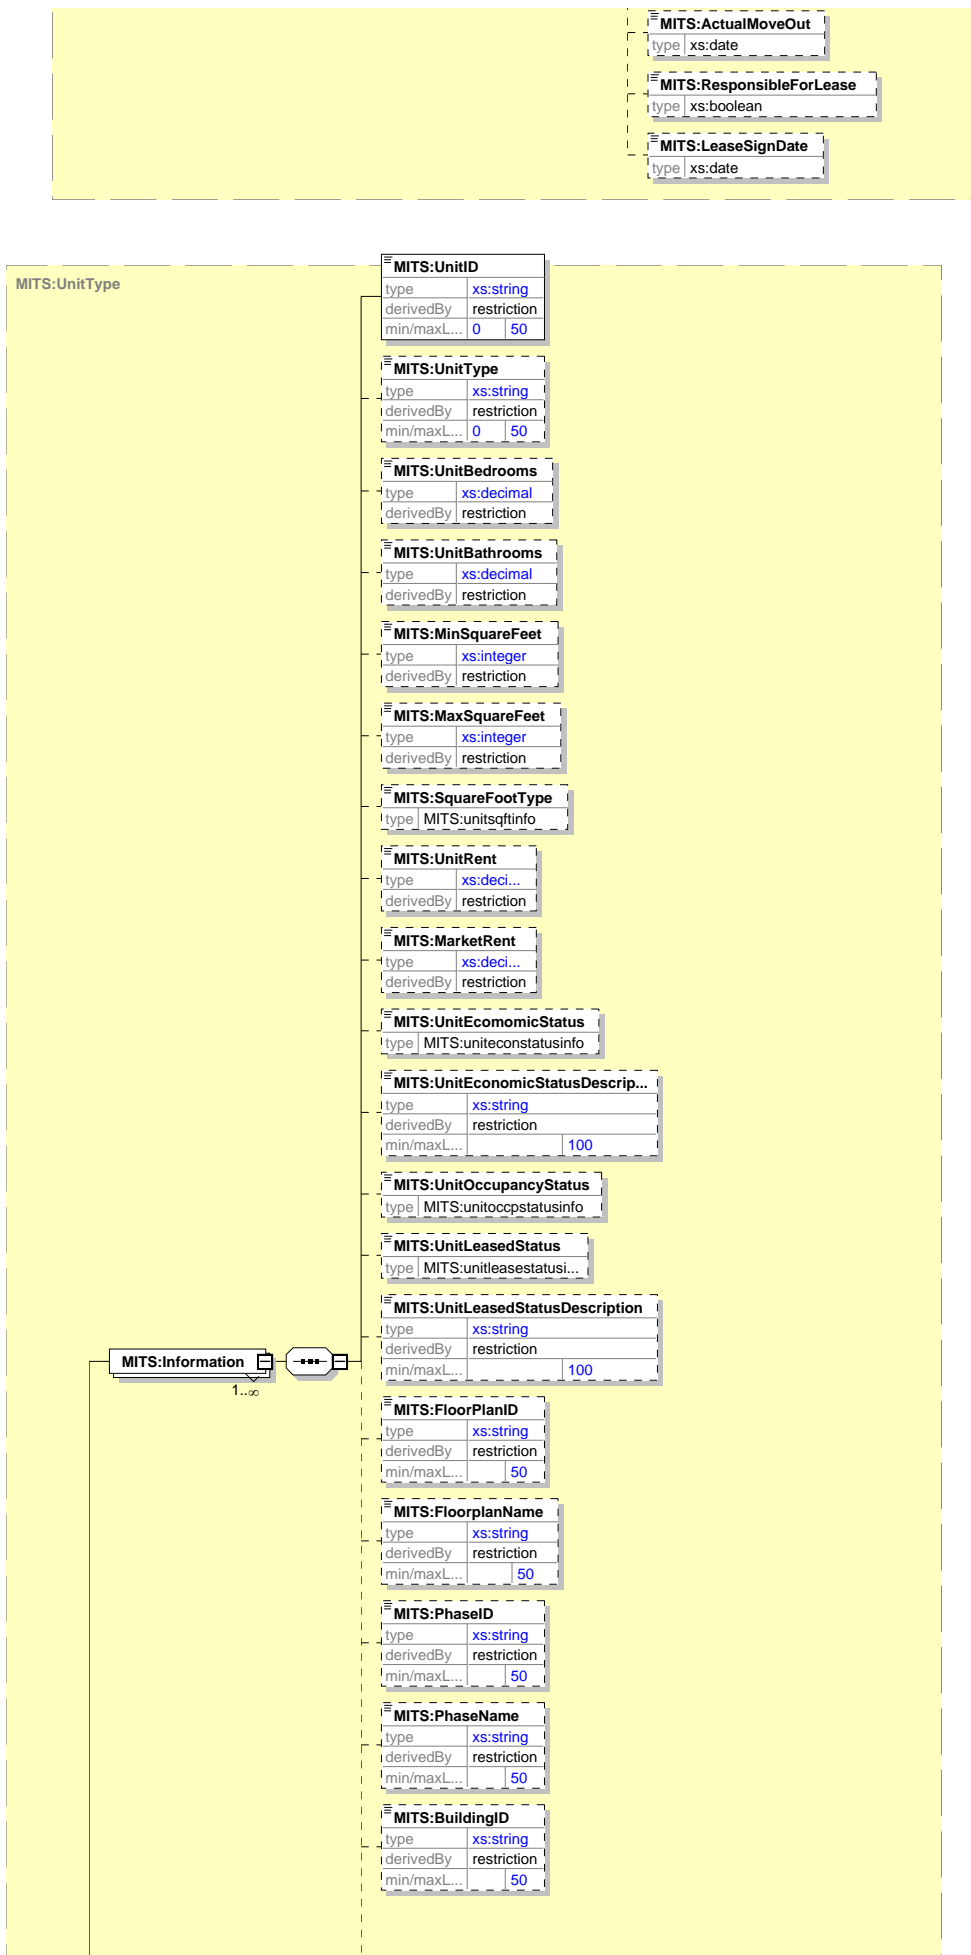 MITS:ActualMoveOut
type xs:date
MITS:ResponsibleForLease
type xs:boolean
MITS:LeaseSignDate
type xs:date
MITS:UnitType
MITS:UnitID
type xs:string
derivedBy restriction
min/maxL... 0 50
MITS:UnitType
type xs:string
derivedBy restriction
min/maxL... 0 50
MITS:UnitBedrooms
type xs:decimal
derivedBy restriction
MITS:UnitBathrooms
type xs:decimal
derivedBy restriction
MITS:MinSquareFeet
type xs:integer
derivedBy restriction
MITS:MaxSquareFeet
type xs:integer
derivedBy restriction
MITS:SquareFootType
type MITS:unitsqftinfo
MITS:UnitRent
type xs:deci...
derivedBy restriction
MITS:MarketRent
type xs:deci...
derivedBy restriction
MITS:UnitEcomomicStatus
type MITS:uniteconstatusinfo
MITS:UnitEconomicStatusDescrip...
type xs:string
derivedBy restriction
min/maxL... 100
MITS:UnitOccupancyStatus
type MITS:unitoccpstatusinfo
MITS:UnitLeasedStatus
type MITS:unitleasestatusi...
MITS:UnitLeasedStatusDescription
type xs:string
derivedBy restriction
min/maxL... 100
MITS:Information
1..∞
MITS:FloorPlanID
type xs:string
derivedBy restriction
min/maxL... 50
MITS:FloorplanName
type xs:string
derivedBy restriction
min/maxL... 50
MITS:PhaseID
type xs:string
derivedBy restriction
min/maxL... 50
MITS:PhaseName
type xs:string
derivedBy restriction
min/maxL... 50
MITS:BuildingID
type xs:string
derivedBy restriction
min/maxL... 50